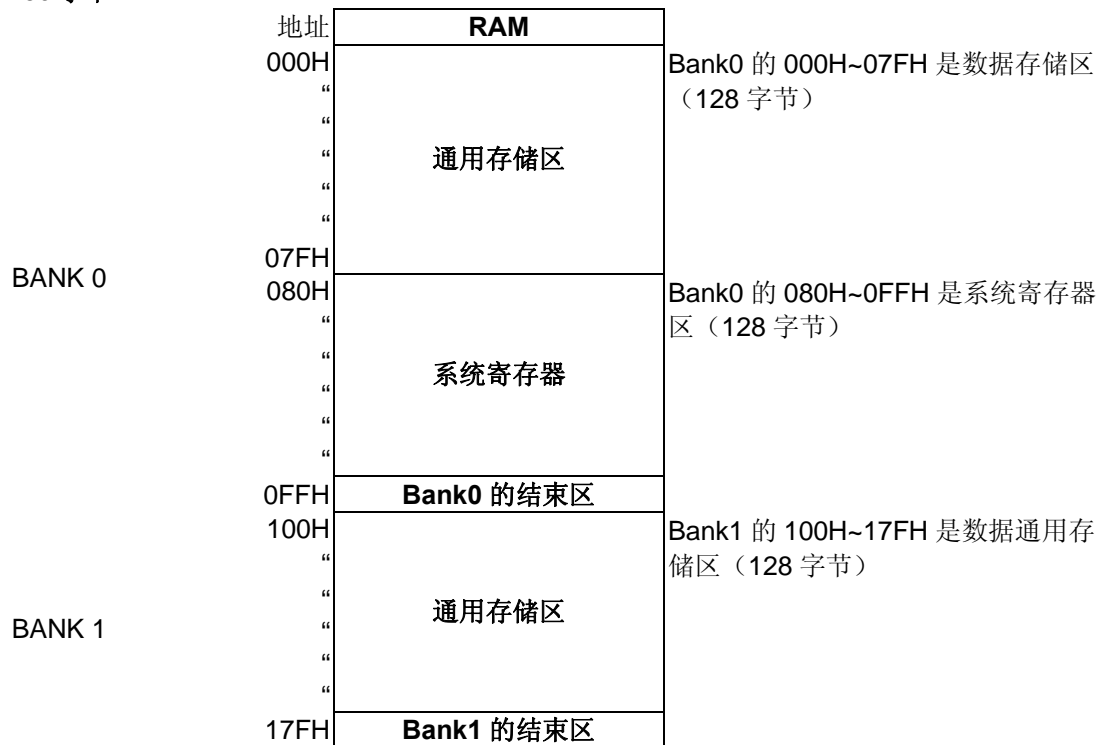 地址 RAM
000H
Bank0 的 000H~07FH 是数据存储区
“
（128 字节）
“
“
通用存储区
“
“
07FH
BANK 0
080H
Bank0 的 080H~0FFH 是系统寄存器
“
区（128 字节）
“
系统寄存器
“
“
“
0FFH Bank0 的结束区
100H
Bank1 的 100H~17FH 是数据通用存
“
储区（128 字节）
“
通用存储区
BANK 1
“
“
“
17FH Bank1 的结束区